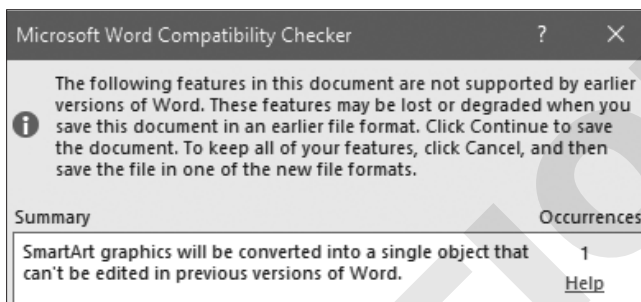 Microsoft Word Compatibility Checker ? ×
The following features in this document are not supported by earlier
versions of Word. These features may be lost or degraded when you
save this document in an earlier file format. Click Continue to save
the document. To keep all of your features, click Cancel, and then
save the file in one of the new file formats.
Summary Occurrences
SmartArt graphics will be converted into a single object that 1
can't be edited in previous versions of Word.
Help